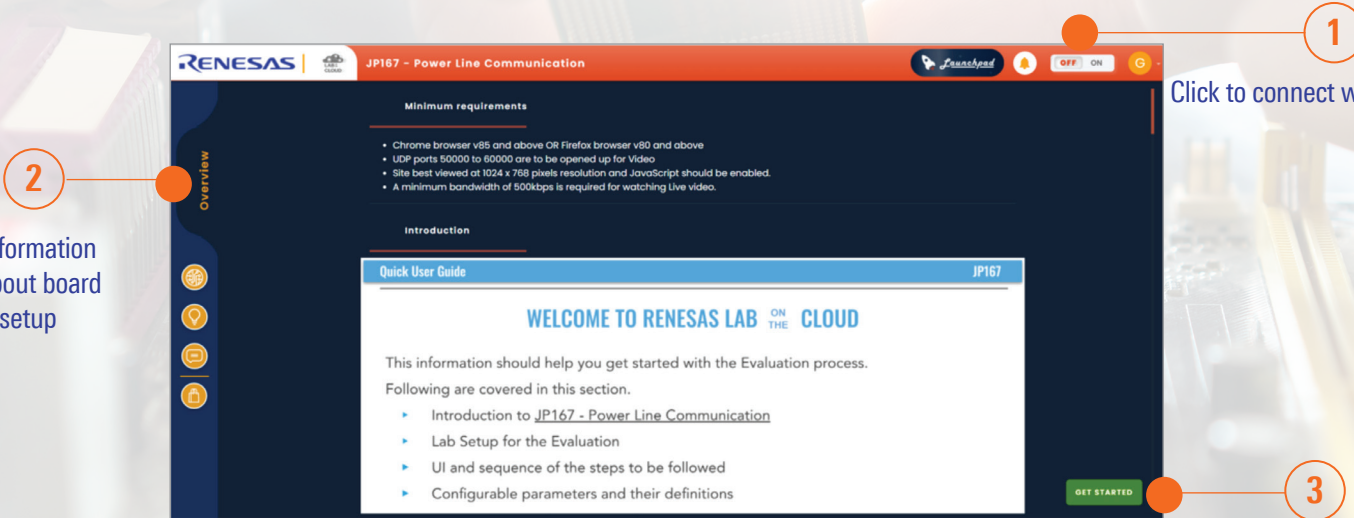 1
RENESAS LAB ON THE CLOUD JP167 - Power Line Communication Launchpad OFF ON G
Click to connect w
Minimum requirements
• Chrome browser v85 and above OR Firefox browser v80 and above
• UDP ports 50000 to 60000 are to be opened up for Video
• Site best viewed at 1024 x 768 pixels resolution and JavaScript should be enabled.
• A minimum bandwidth of 500kbps is required for watching Live video.
Overview
2
formation
bout board
setup
Introduction
Quick User Guide JP167
WELCOME TO RENESAS LAB ON THE CLOUD
This information should help you get started with the Evaluation process.
Following are covered in this section.
▸ Introduction to JP167 - Power Line Communication
▸ Lab Setup for the Evaluation
▸ UI and sequence of the steps to be followed
▸ Configurable parameters and their definitions
GET STARTED
3